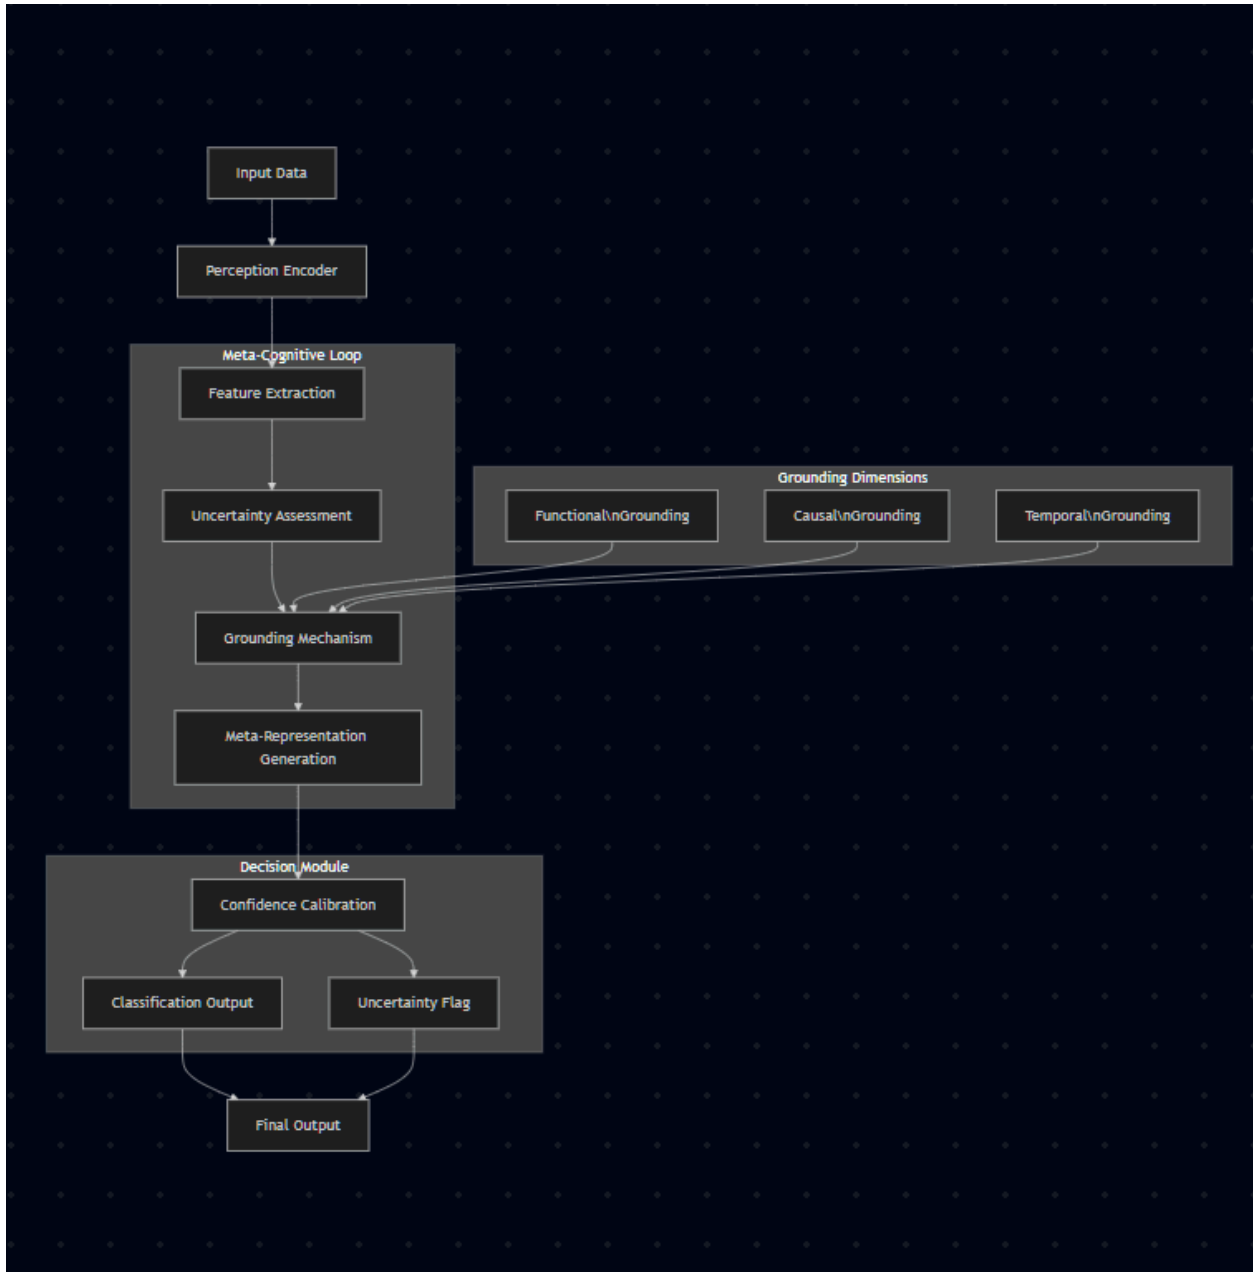 Input Data
Perception Encoder
Meta-Cognitive Loop
Feature Extraction
Uncertainty Assessment
Grounding Dimensions
Functional\nGrounding
Causal\nGrounding
Temporal\nGrounding
Grounding Mechanism
Meta-Representation
Generation
Decision Module
Confidence Calibration
Classification Output
Uncertainty Flag
Final Output